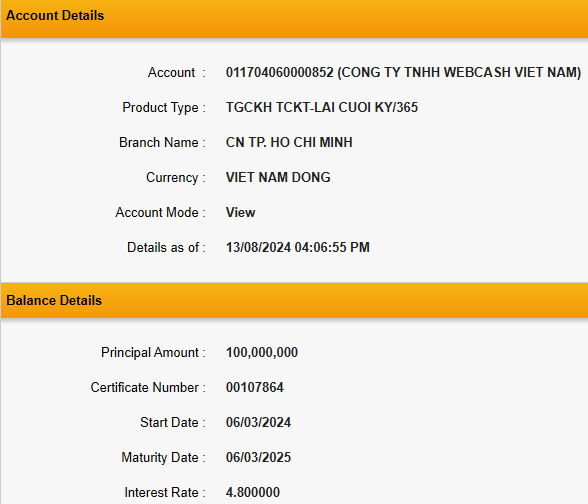 Account Details
Account : 011704060000852 (CONG TY TNHH WEBCASH VIET NAM)
Product Type : TGCKH TCKT-LAI CUOI KY/365
Branch Name : CN TP. HO CHI MINH
Currency : VIET NAM DONG
Account Mode : View
Details as of : 13/08/2024 04:06:55 PM
Balance Details
Principal Amount : 100,000,000
Certificate Number : 00107864
Start Date : 06/03/2024
Maturity Date : 06/03/2025
Interest Rate : 4.800000